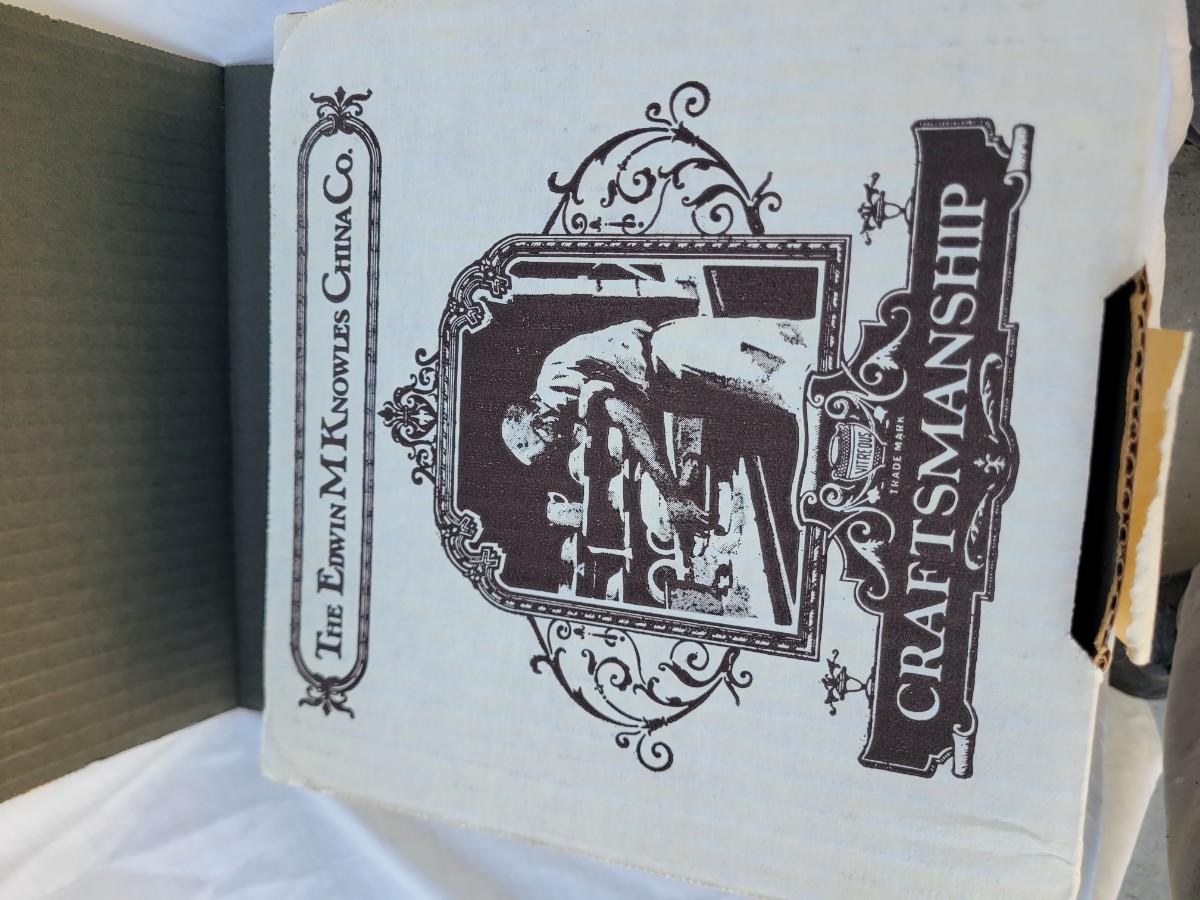 THE EDWIN M KNOWLES CHINA CO.
VITREOUS
TRADE MARK
CRAFTSMANSHIP